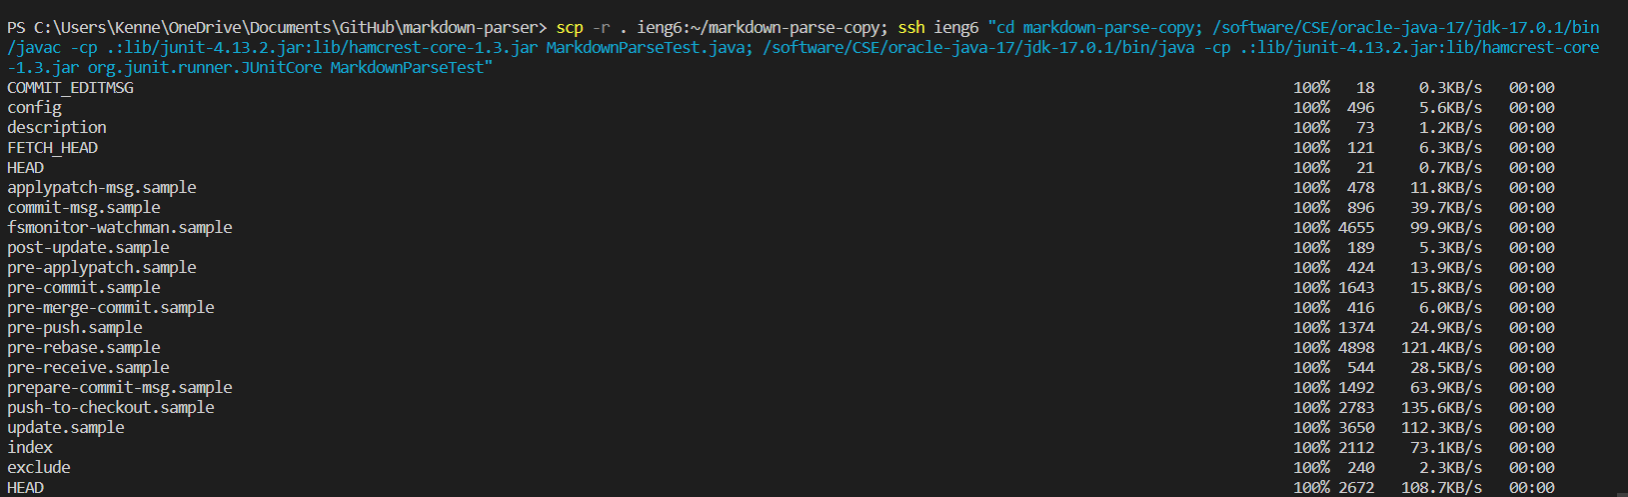 PS C:\Users\Kenne\OneDrive\Documents\GitHub\markdown-parser> scp -r . ieng6:~/markdown-parse-copy; ssh ieng6 "cd markdown-parse-copy; /software/CSE/oracle-java-17/jdk-17.0.1/bin
/javac -cp .:lib/junit-4.13.2.jar:lib/hamcrest-core-1.3.jar MarkdownParseTest.java; /software/CSE/oracle-java-17/jdk-17.0.1/bin/java -cp .:lib/junit-4.13.2.jar:lib/hamcrest-core
-1.3.jar org.junit.runner.JUnitCore MarkdownParseTest"
COMMIT_EDITMSG 100% 18 0.3KB/s 00:00
config 100% 496 5.6KB/s 00:00
description 100% 73 1.2KB/s 00:00
FETCH_HEAD 100% 121 6.3KB/s 00:00
HEAD 100% 21 0.7KB/s 00:00
applypatch-msg.sample 100% 478 11.8KB/s 00:00
commit-msg.sample 100% 896 39.7KB/s 00:00
fsmonitor-watchman.sample 100% 4655 99.9KB/s 00:00
post-update.sample 100% 189 5.3KB/s 00:00
pre-applypatch.sample 100% 424 13.9KB/s 00:00
pre-commit.sample 100% 1643 15.8KB/s 00:00
pre-merge-commit.sample 100% 416 6.0KB/s 00:00
pre-push.sample 100% 1374 24.9KB/s 00:00
pre-rebase.sample 100% 4898 121.4KB/s 00:00
pre-receive.sample 100% 544 28.5KB/s 00:00
prepare-commit-msg.sample 100% 1492 63.9KB/s 00:00
push-to-checkout.sample 100% 2783 135.6KB/s 00:00
update.sample 100% 3650 112.3KB/s 00:00
index 100% 2112 73.1KB/s 00:00
exclude 100% 240 2.3KB/s 00:00
HEAD 100% 2672 108.7KB/s 00:00